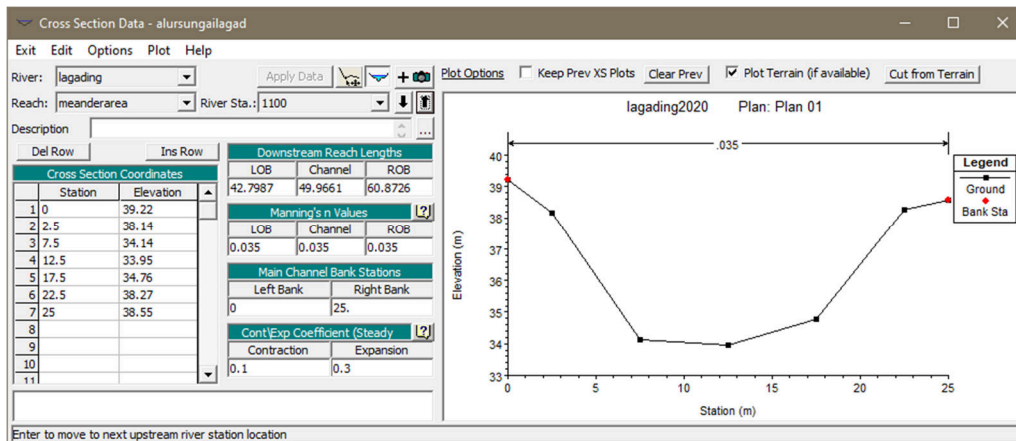 Cross Section Data - alursungailagad
Exit Edit Options Plot Help
River: lagading Apply Data + Plot Options Keep Prev XS Plots Clear Prev Plot Terrain (if available) Cut from Terrain
Reach: meanderarea River Sta.: 1100
Description ...
Del Row Ins Row
Cross Section Coordinates
Station Elevation
1 0 39.22
2 2.5 38.14
3 7.5 34.14
4 12.5 33.95
5 17.5 34.76
6 22.5 38.27
7 25 38.55
8
9
10
11
Downstream Reach Lengths
LOB Channel ROB
42.7987 49.9661 60.8726
Manning's n Values ?
LOB Channel ROB
0.035 0.035 0.035
Main Channel Bank Stations
Left Bank Right Bank
0 25.
Cont\Exp Coefficient (Steady ?
Contraction Expansion
0.1 0.3
lagading2020 Plan: Plan 01
.035
Elevation (m)
40
39
38
37
36
35
34
33
0 5 10 15 20 25
Station (m)
Legend
Ground
Bank Sta
Enter to move to next upstream river station location